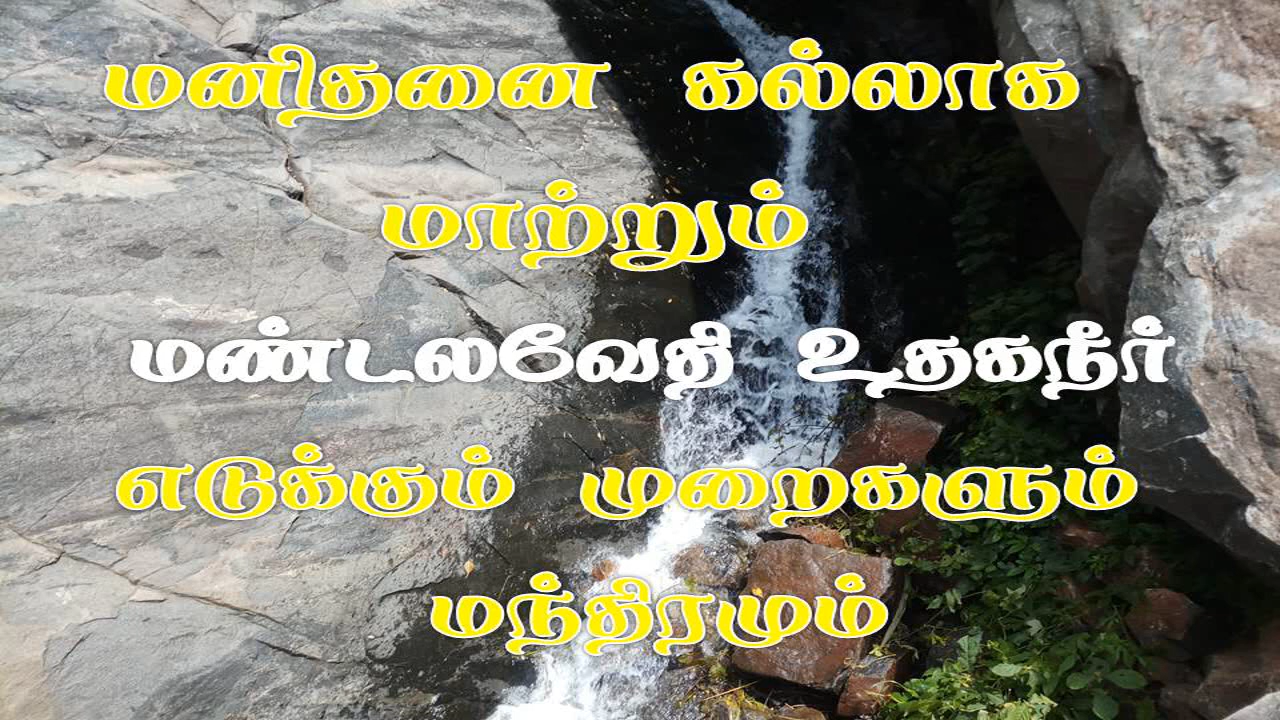 மனிதனை கல்லாக
மாற்றும்
மண்டலவேதி உதகநீர்
எடுக்கும் முறைகளும்
மந்திரமும்